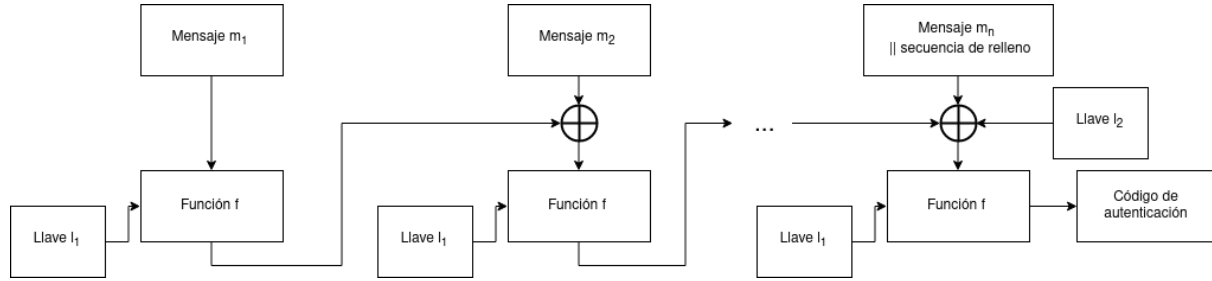 Mensaje m1
Mensaje m2
Mensaje mn
|| secuencia de relleno
Llave l2
Función f
Función f
Función f
Código de
autenticación
Llave l1
Llave l1
Llave l1
...